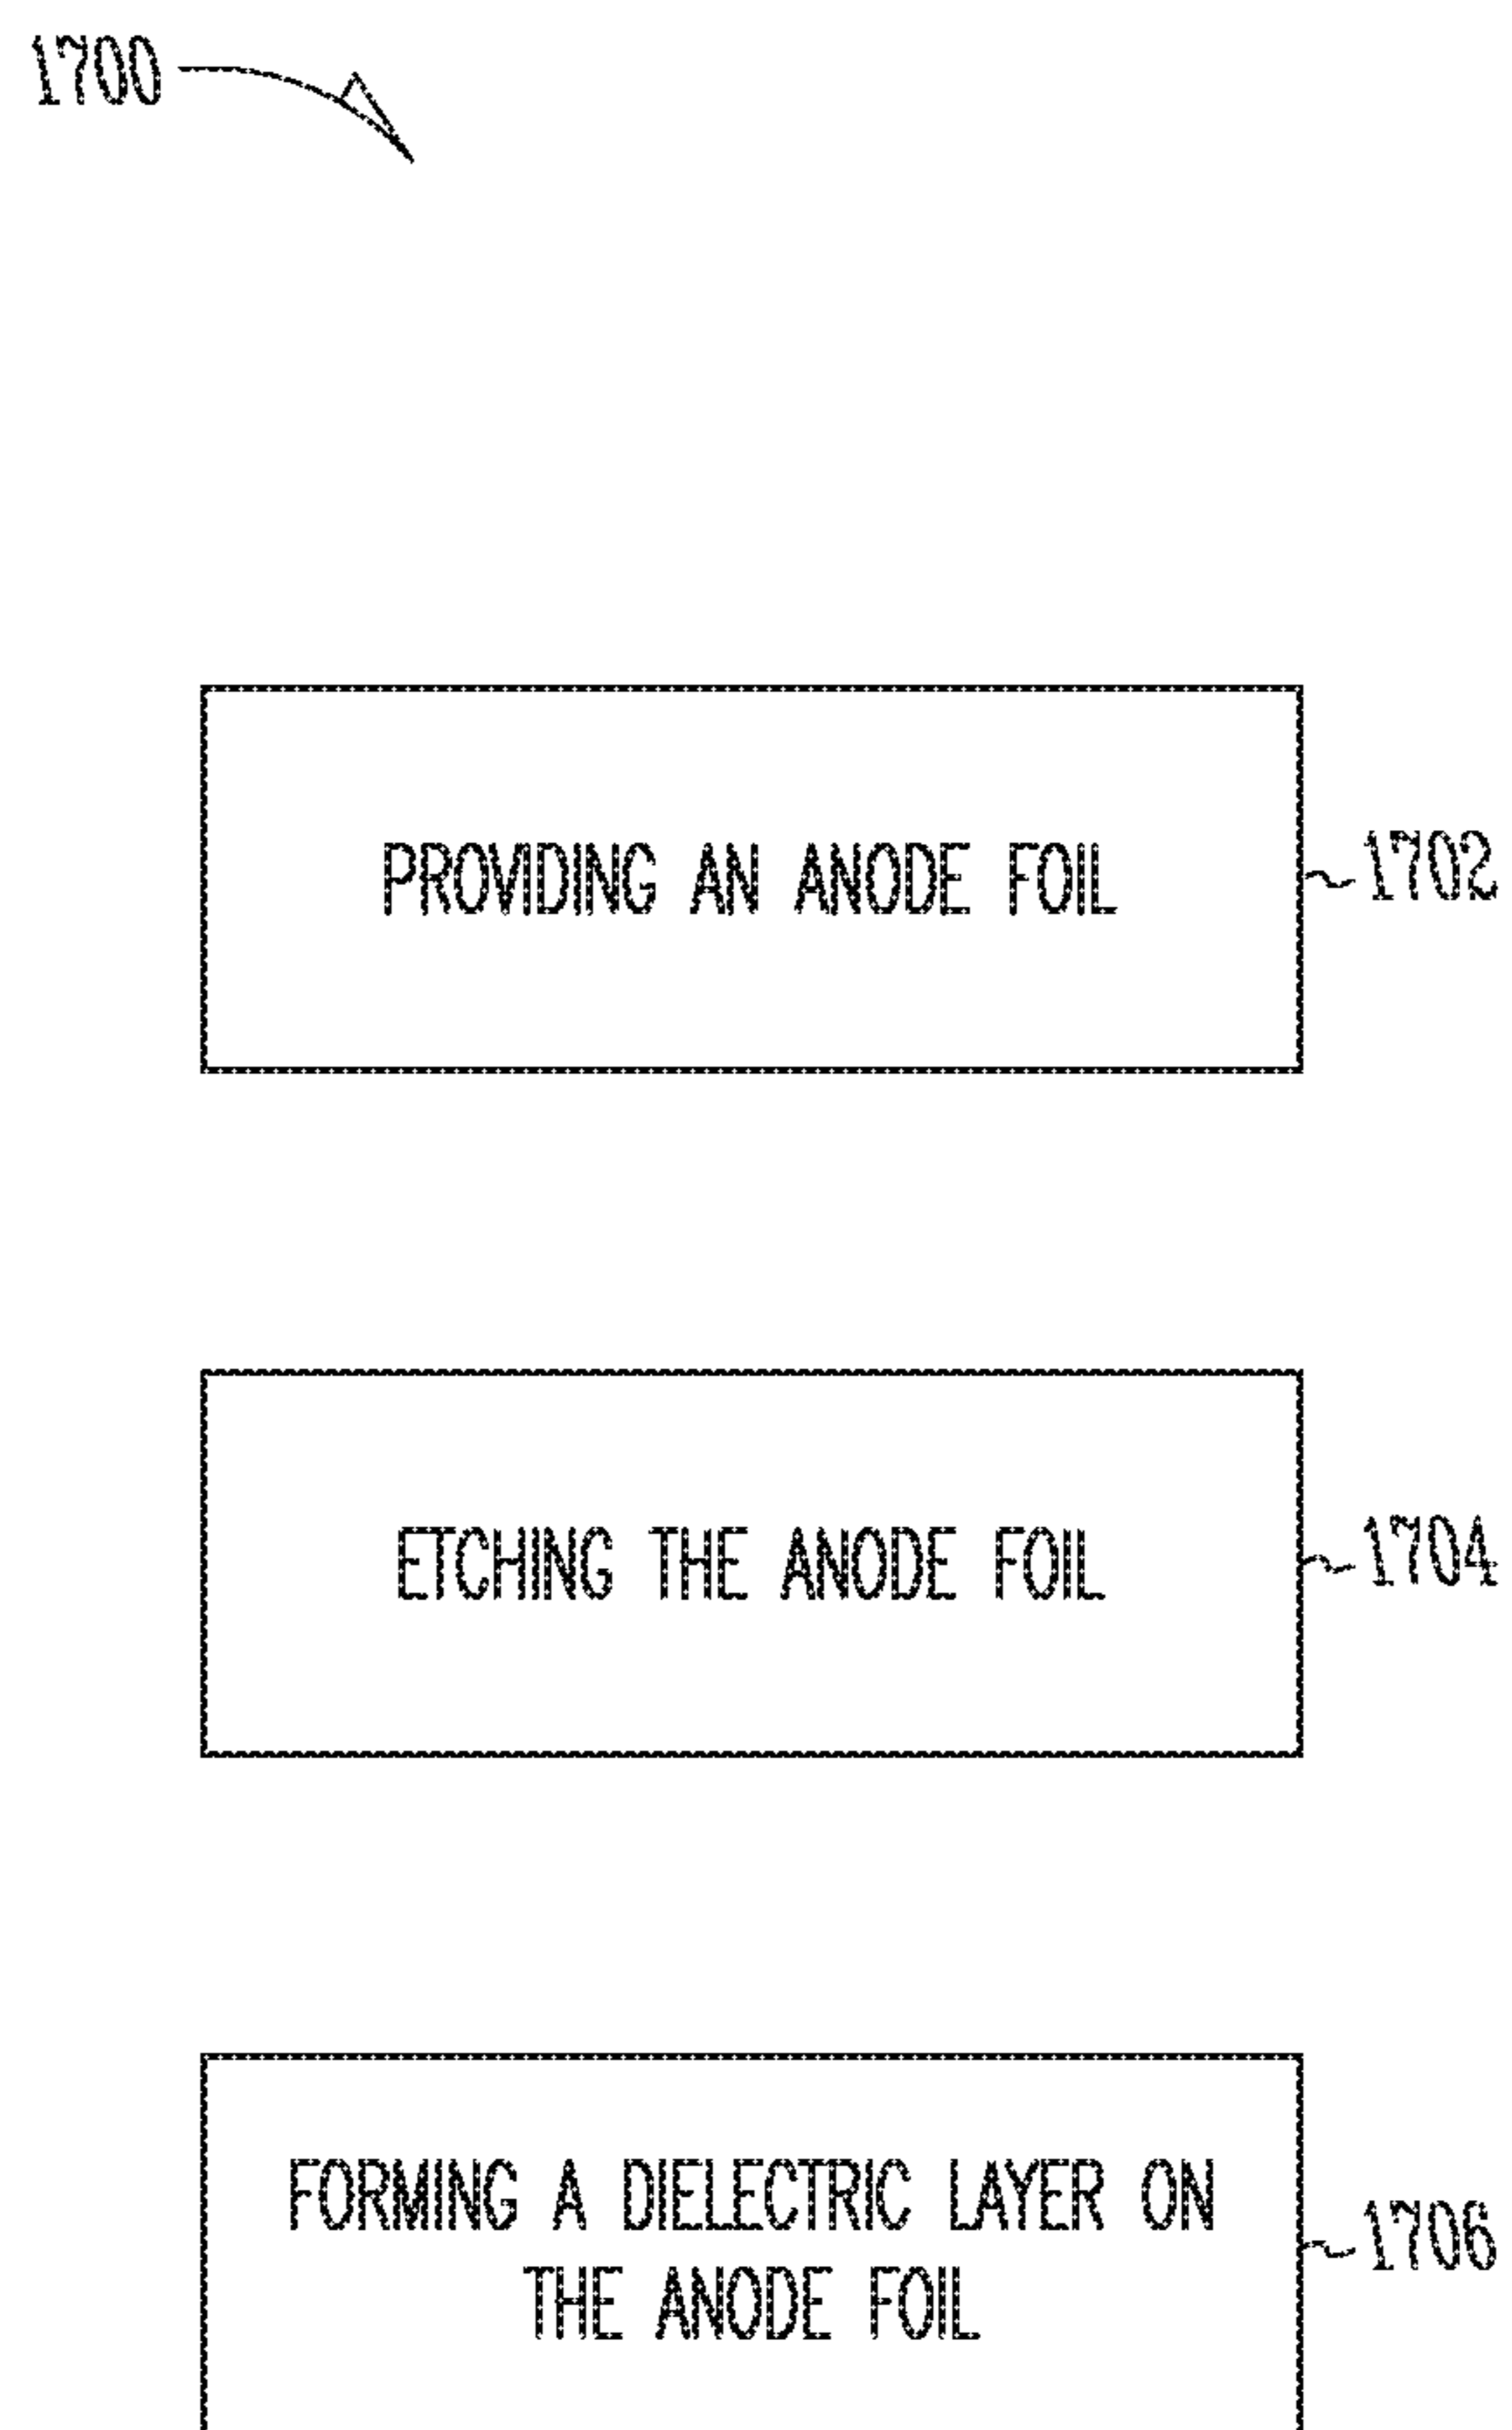 1700
PROVIDING AN ANODE FOIL
1702
ETCHING THE ANODE FOIL
1704
FORMING A DIELECTRIC LAYER ON
THE ANODE FOIL
1706